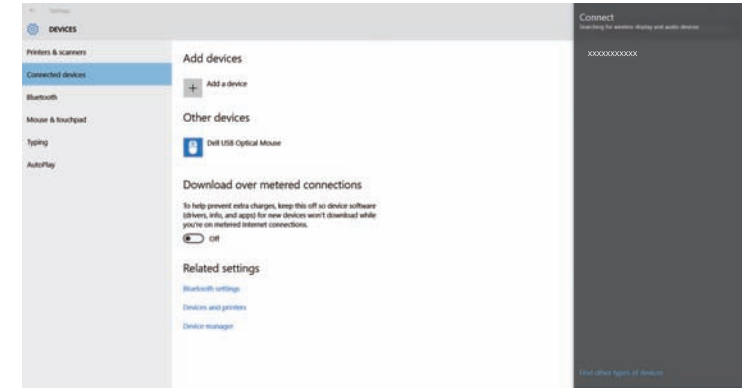 Settings
DEVICES
Printers & scanners
Connected devices
Bluetooth
Mouse & touchpad
Typing
AutoPlay
Add devices
Add a device
Other devices
Dell USB Optical Mouse
Download over metered connections
To help prevent extra charges, keep this off so device software
(drivers, info, and apps) for new devices won't download while
you're on metered Internet connections.
Off
Related settings
Bluetooth settings
Devices and printers
Device manager
Connect
Searching for wireless display and audio devices
xxxxxxxxxxx
Find other types of devices